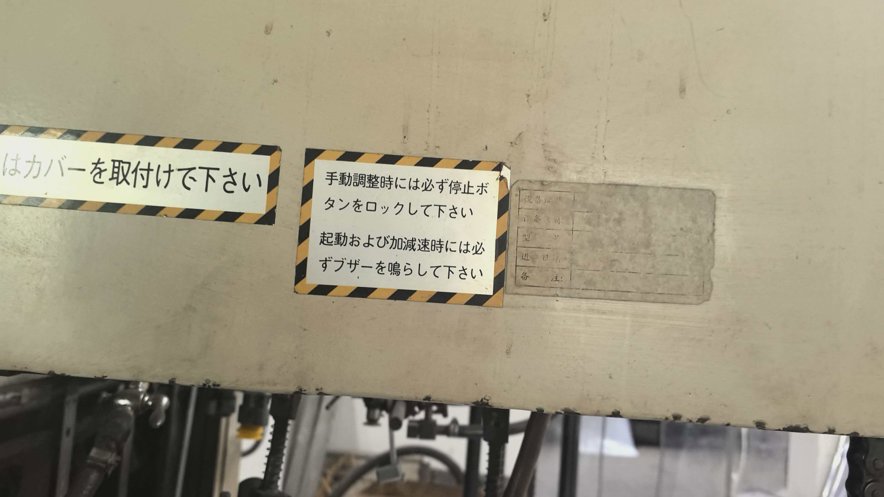 はカバーを取付けて下さい
手動調整時には必ず停止ボ
タンをロックして下さい
起動および加減速時には必
ずブザーを鳴らして下さい